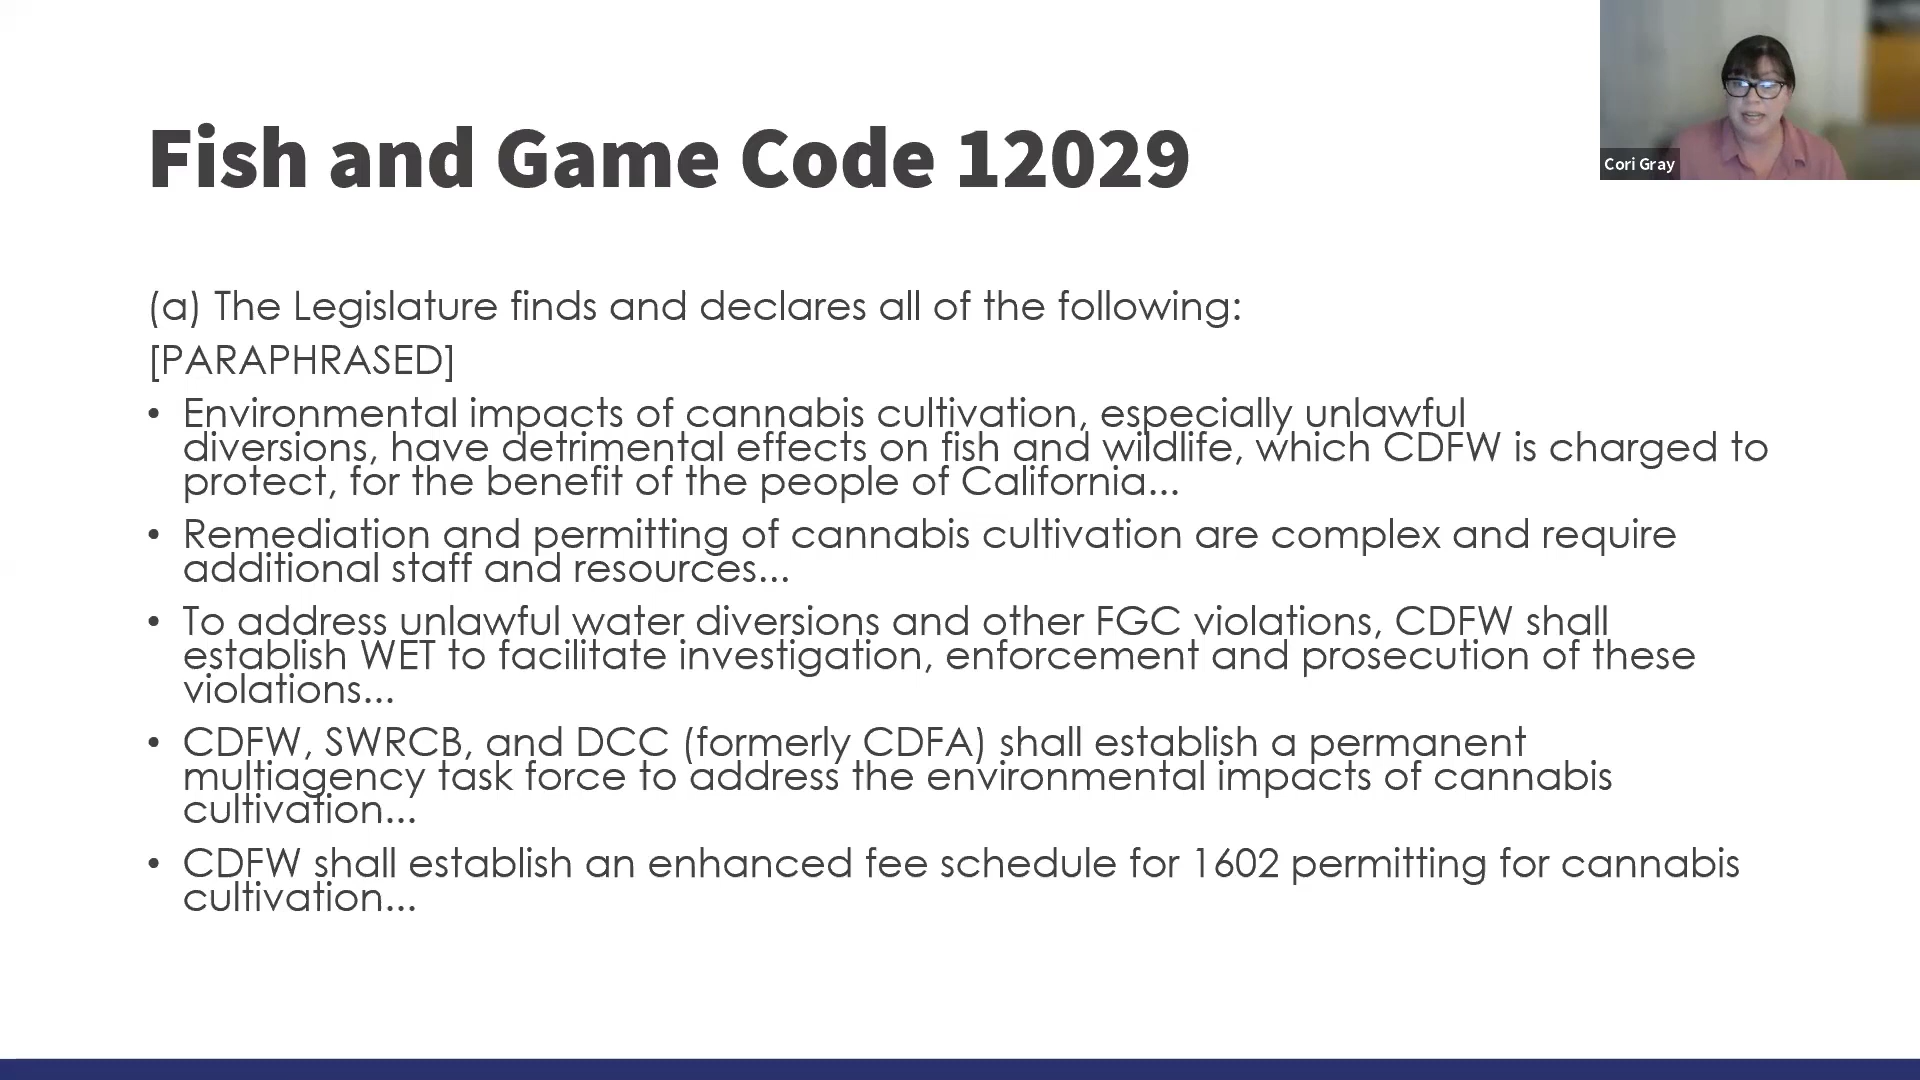 Fish and Game Code 12029
Cori Gray
(a) The Legislature finds and declares all of the following:
[PARAPHRASED]
• Environmental impacts of cannabis cultivation, especially unlawful
diversions, have detrimental effects on fish and wildlife, which CDFW is charged to
protect, for the benefit of the people of California...
• Remediation and permitting of cannabis cultivation are complex and require
additional staff and resources...
• To address unlawful water diversions and other FGC violations, CDFW shall
establish WET to facilitate investigation, enforcement and prosecution of these
violations...
• CDFW, SWRCB, and DCC (formerly CDFA) shall establish a permanent
multiagency task force to address the environmental impacts of cannabis
cultivation...
• CDFW shall establish an enhanced fee schedule for 1602 permitting for cannabis
cultivation...